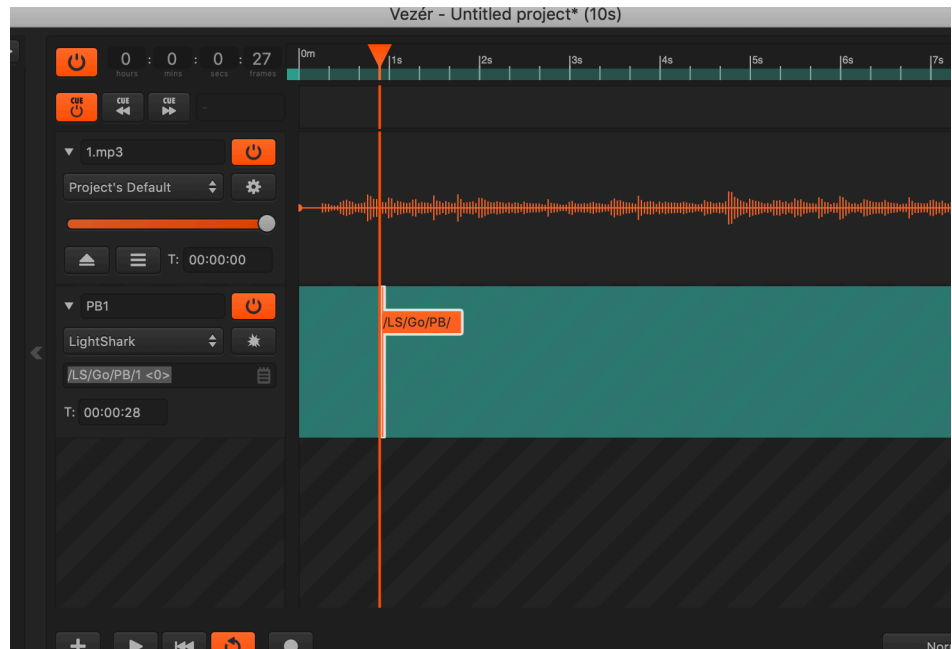 Vezér - Untitled project* (10s)
0 : 0 : 0 : 27
hours mins secs frames
0m 1s 2s 3s 4s 5s 6s 7s
CUE CUE CUE
-
1.mp3
Project's Default
T: 00:00:00
PB1
LightShark
/LS/Go/PB/
/LS/Go/PB/1 <0>
T: 00:00:28
Nor